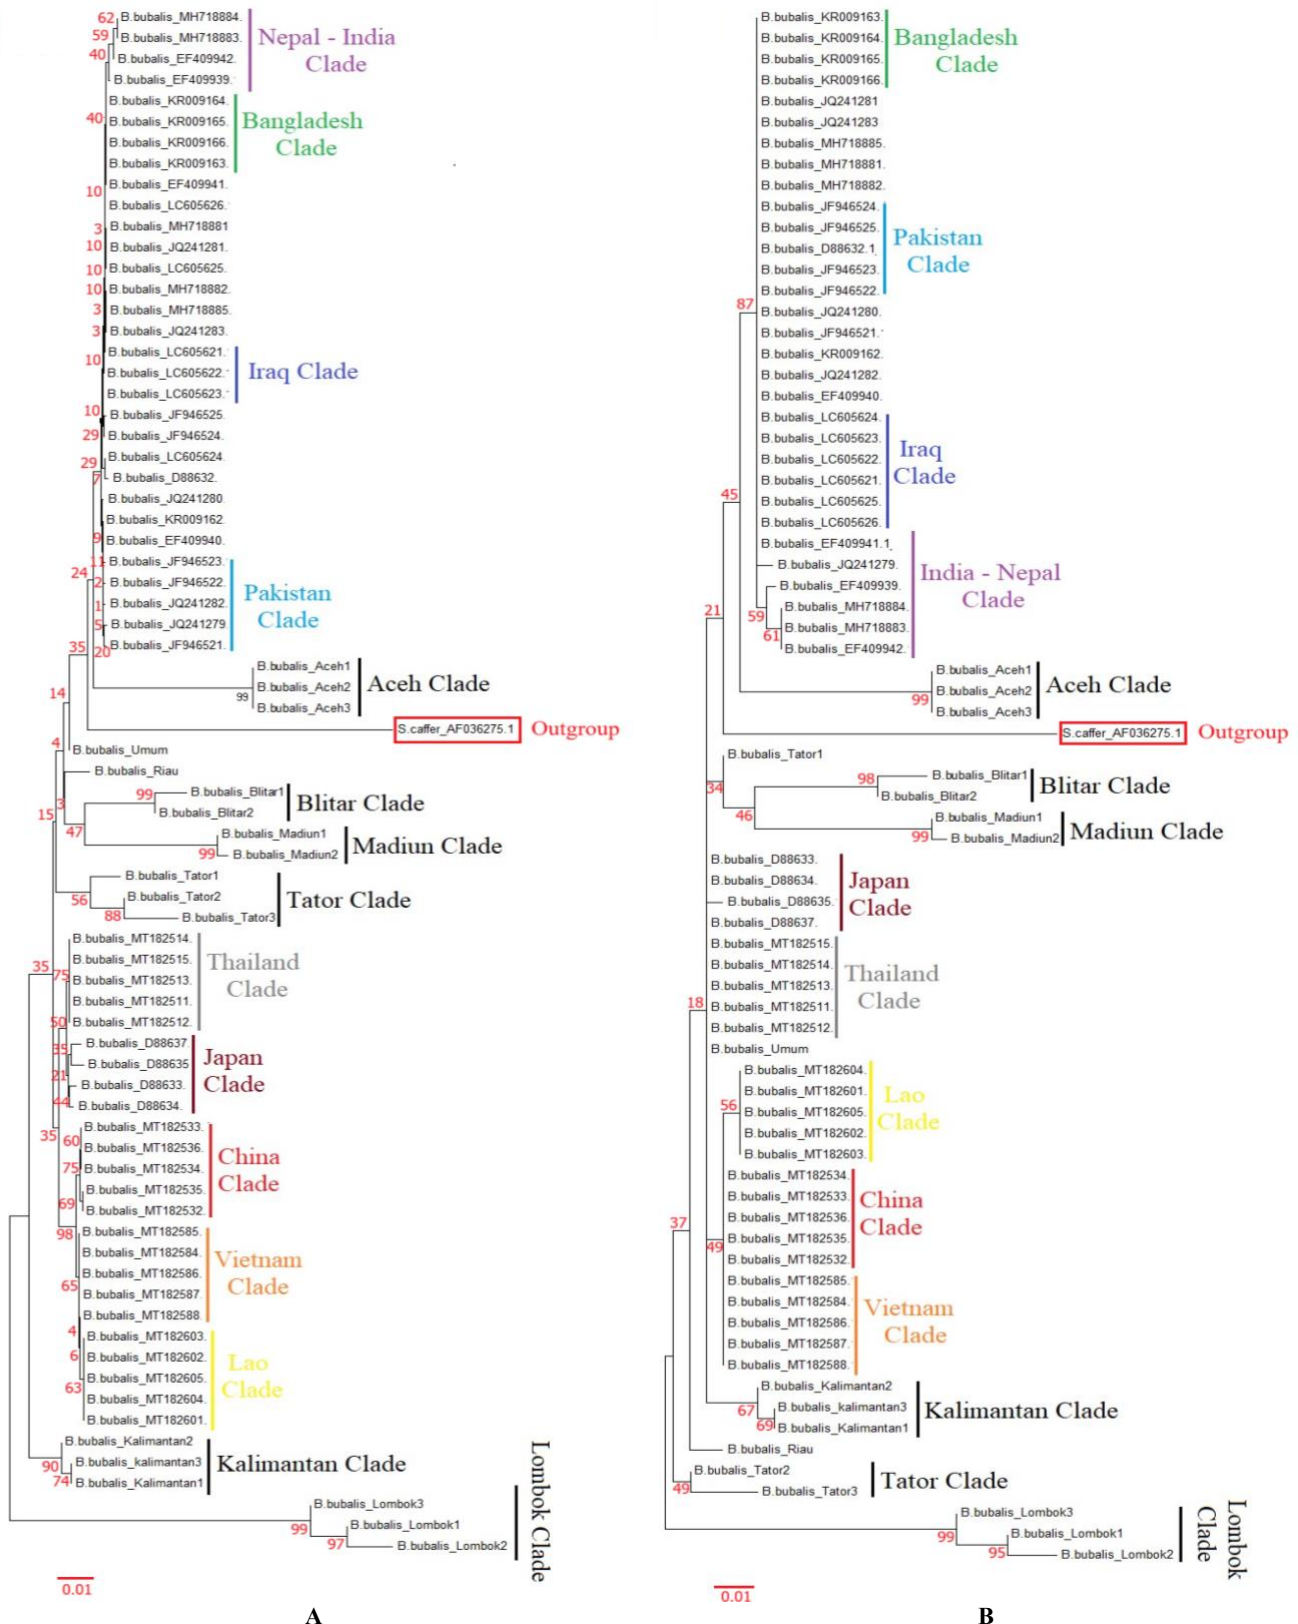 62
B.bubalis_MH718884.
59
B.bubalis_MH718883.
40
B.bubalis_EF409942.
B.bubalis_EF409939.
Nepal - India
Clade
B.bubalis_KR009164.
40
B.bubalis_KR009165.
B.bubalis_KR009166.
B.bubalis_KR009163.
Bangladesh
Clade
B.bubalis_EF409941.
10
B.bubalis_LC605626.
3
B.bubalis_MH718881
10
B.bubalis_JQ241281.
10
B.bubalis_LC605625.
10
B.bubalis_MH718882.
3
B.bubalis_MH718885.
3
B.bubalis_JQ241283.
10
B.bubalis_LC605621.
B.bubalis_LC605622.
B.bubalis_LC605623.
Iraq Clade
10
B.bubalis_JF946525.
29
B.bubalis_JF946524.
29
B.bubalis_LC605624.
7
B.bubalis_D88632.
B.bubalis_JQ241280.
B.bubalis_KR009162
9
B.bubalis_EF409940.
11
B.bubalis_JF946523.
24
2
B.bubalis_JF946522.
1
B.bubalis_JQ241282.
5
B.bubalis_JQ241279
20
B.bubalis_JF946521.
Pakistan
Clade
35
B.bubalis_Aceh1
B.bubalis_Aceh2
99
B.bubalis_Aceh3
Aceh Clade
14
S.caffer_AF036275.1
Outgroup
4
B.bubalis_Umum
B.bubalis_Riau
3
15
99
B.bubalis_Blitar1
B.bubalis_Blitar2
Blitar Clade
47
B.bubalis_Madiun1
99
B.bubalis_Madiun2
Madiun Clade
B.bubalis_Tator1
56
B.bubalis_Tator2
88
B.bubalis_Tator3
Tator Clade
35
75
B.bubalis_MT182514.
B.bubalis_MT182515.
B.bubalis_MT182513.
B.bubalis_MT182511.
B.bubalis_MT182512.
Thailand
Clade
50
35
B.bubalis_D88637.
B.bubalis_D88635
21
B.bubalis_D88633.
44
B.bubalis_D88634.
Japan
Clade
35
60
B.bubalis_MT182533.
B.bubalis_MT182536.
75
B.bubalis_MT182534.
B.bubalis_MT182535.
69
B.bubalis_MT182532.
China
Clade
98
B.bubalis_MT182585.
B.bubalis_MT182584.
65
B.bubalis_MT182586.
B.bubalis_MT182587.
B.bubalis_MT182588.
Vietnam
Clade
4
B.bubalis_MT182603.
6
B.bubalis_MT182602.
63
B.bubalis_MT182605.
B.bubalis_MT182604.
B.bubalis_MT182601.
Lao
Clade
B.bubalis_Kalimantan2
90
B.bubalis_kalimantan3
74
B.bubalis_Kalimantan1
Kalimantan Clade
B.bubalis_Lombok3
99
B.bubalis_Lombok1
97
B.bubalis_Lombok2
Lombok Clade
0.01
A
B.bubalis_KR009163.
B.bubalis_KR009164.
B.bubalis_KR009165.
B.bubalis_KR009166.
Bangladesh
Clade
B.bubalis_JQ241281
B.bubalis_JQ241283
B.bubalis_MH718885.
B.bubalis_MH718881.
B.bubalis_MH718882.
B.bubalis_JF946524.
B.bubalis_JF946525.
B.bubalis_D88632.1
B.bubalis_JF946523.
B.bubalis_JF946522.
Pakistan
Clade
87
B.bubalis_JQ241280.
B.bubalis_JF946521.
B.bubalis_KR009162.
B.bubalis_JQ241282.
B.bubalis_EF409940.
B.bubalis_LC605624.
B.bubalis_LC605623.
B.bubalis_LC605622.
B.bubalis_LC605621.
B.bubalis_LC605625.
B.bubalis_LC605626.
Iraq
Clade
45
B.bubalis_EF409941.1
B.bubalis_JQ241279.
B.bubalis_EF409939.
59
B.bubalis_MH718884.
61
B.bubalis_MH718883.
B.bubalis_EF409942.
India - Nepal
Clade
21
B.bubalis_Aceh1
B.bubalis_Aceh2
99
B.bubalis_Aceh3
Aceh Clade
S.caffer_AF036275.1
Outgroup
B.bubalis_Tator1
34
98
B.bubalis_Blitar1
B.bubalis_Blitar2
Blitar Clade
46
B.bubalis_Madiun1
99
B.bubalis_Madiun2
Madiun Clade
B.bubalis_D88633.
B.bubalis_D88634.
B.bubalis_D88635.
B.bubalis_D88637.
Japan
Clade
B.bubalis_MT182515.
B.bubalis_MT182514.
B.bubalis_MT182513.
B.bubalis_MT182511.
B.bubalis_MT182512.
Thailand
Clade
18
B.bubalis_Umum
56
B.bubalis_MT182604.
B.bubalis_MT182601.
B.bubalis_MT182605.
B.bubalis_MT182602.
B.bubalis_MT182603.
Lao
Clade
B.bubalis_MT182534.
B.bubalis_MT182533.
B.bubalis_MT182536.
B.bubalis_MT182535.
B.bubalis_MT182532.
China
Clade
37
49
B.bubalis_MT182585.
B.bubalis_MT182584.
B.bubalis_MT182586.
B.bubalis_MT182587.
B.bubalis_MT182588.
Vietnam
Clade
B.bubalis_Kalimantan2
67
B.bubalis_kalimantan3
69
B.bubalis_Kalimantan1
Kalimantan Clade
B.bubalis_Riau
B.bubalis_Tator2
49
B.bubalis_Tator3
Tator Clade
B.bubalis_Lombok3
99
B.bubalis_Lombok1
95
B.bubalis_Lombok2
Lombok
Clade
0.01
B